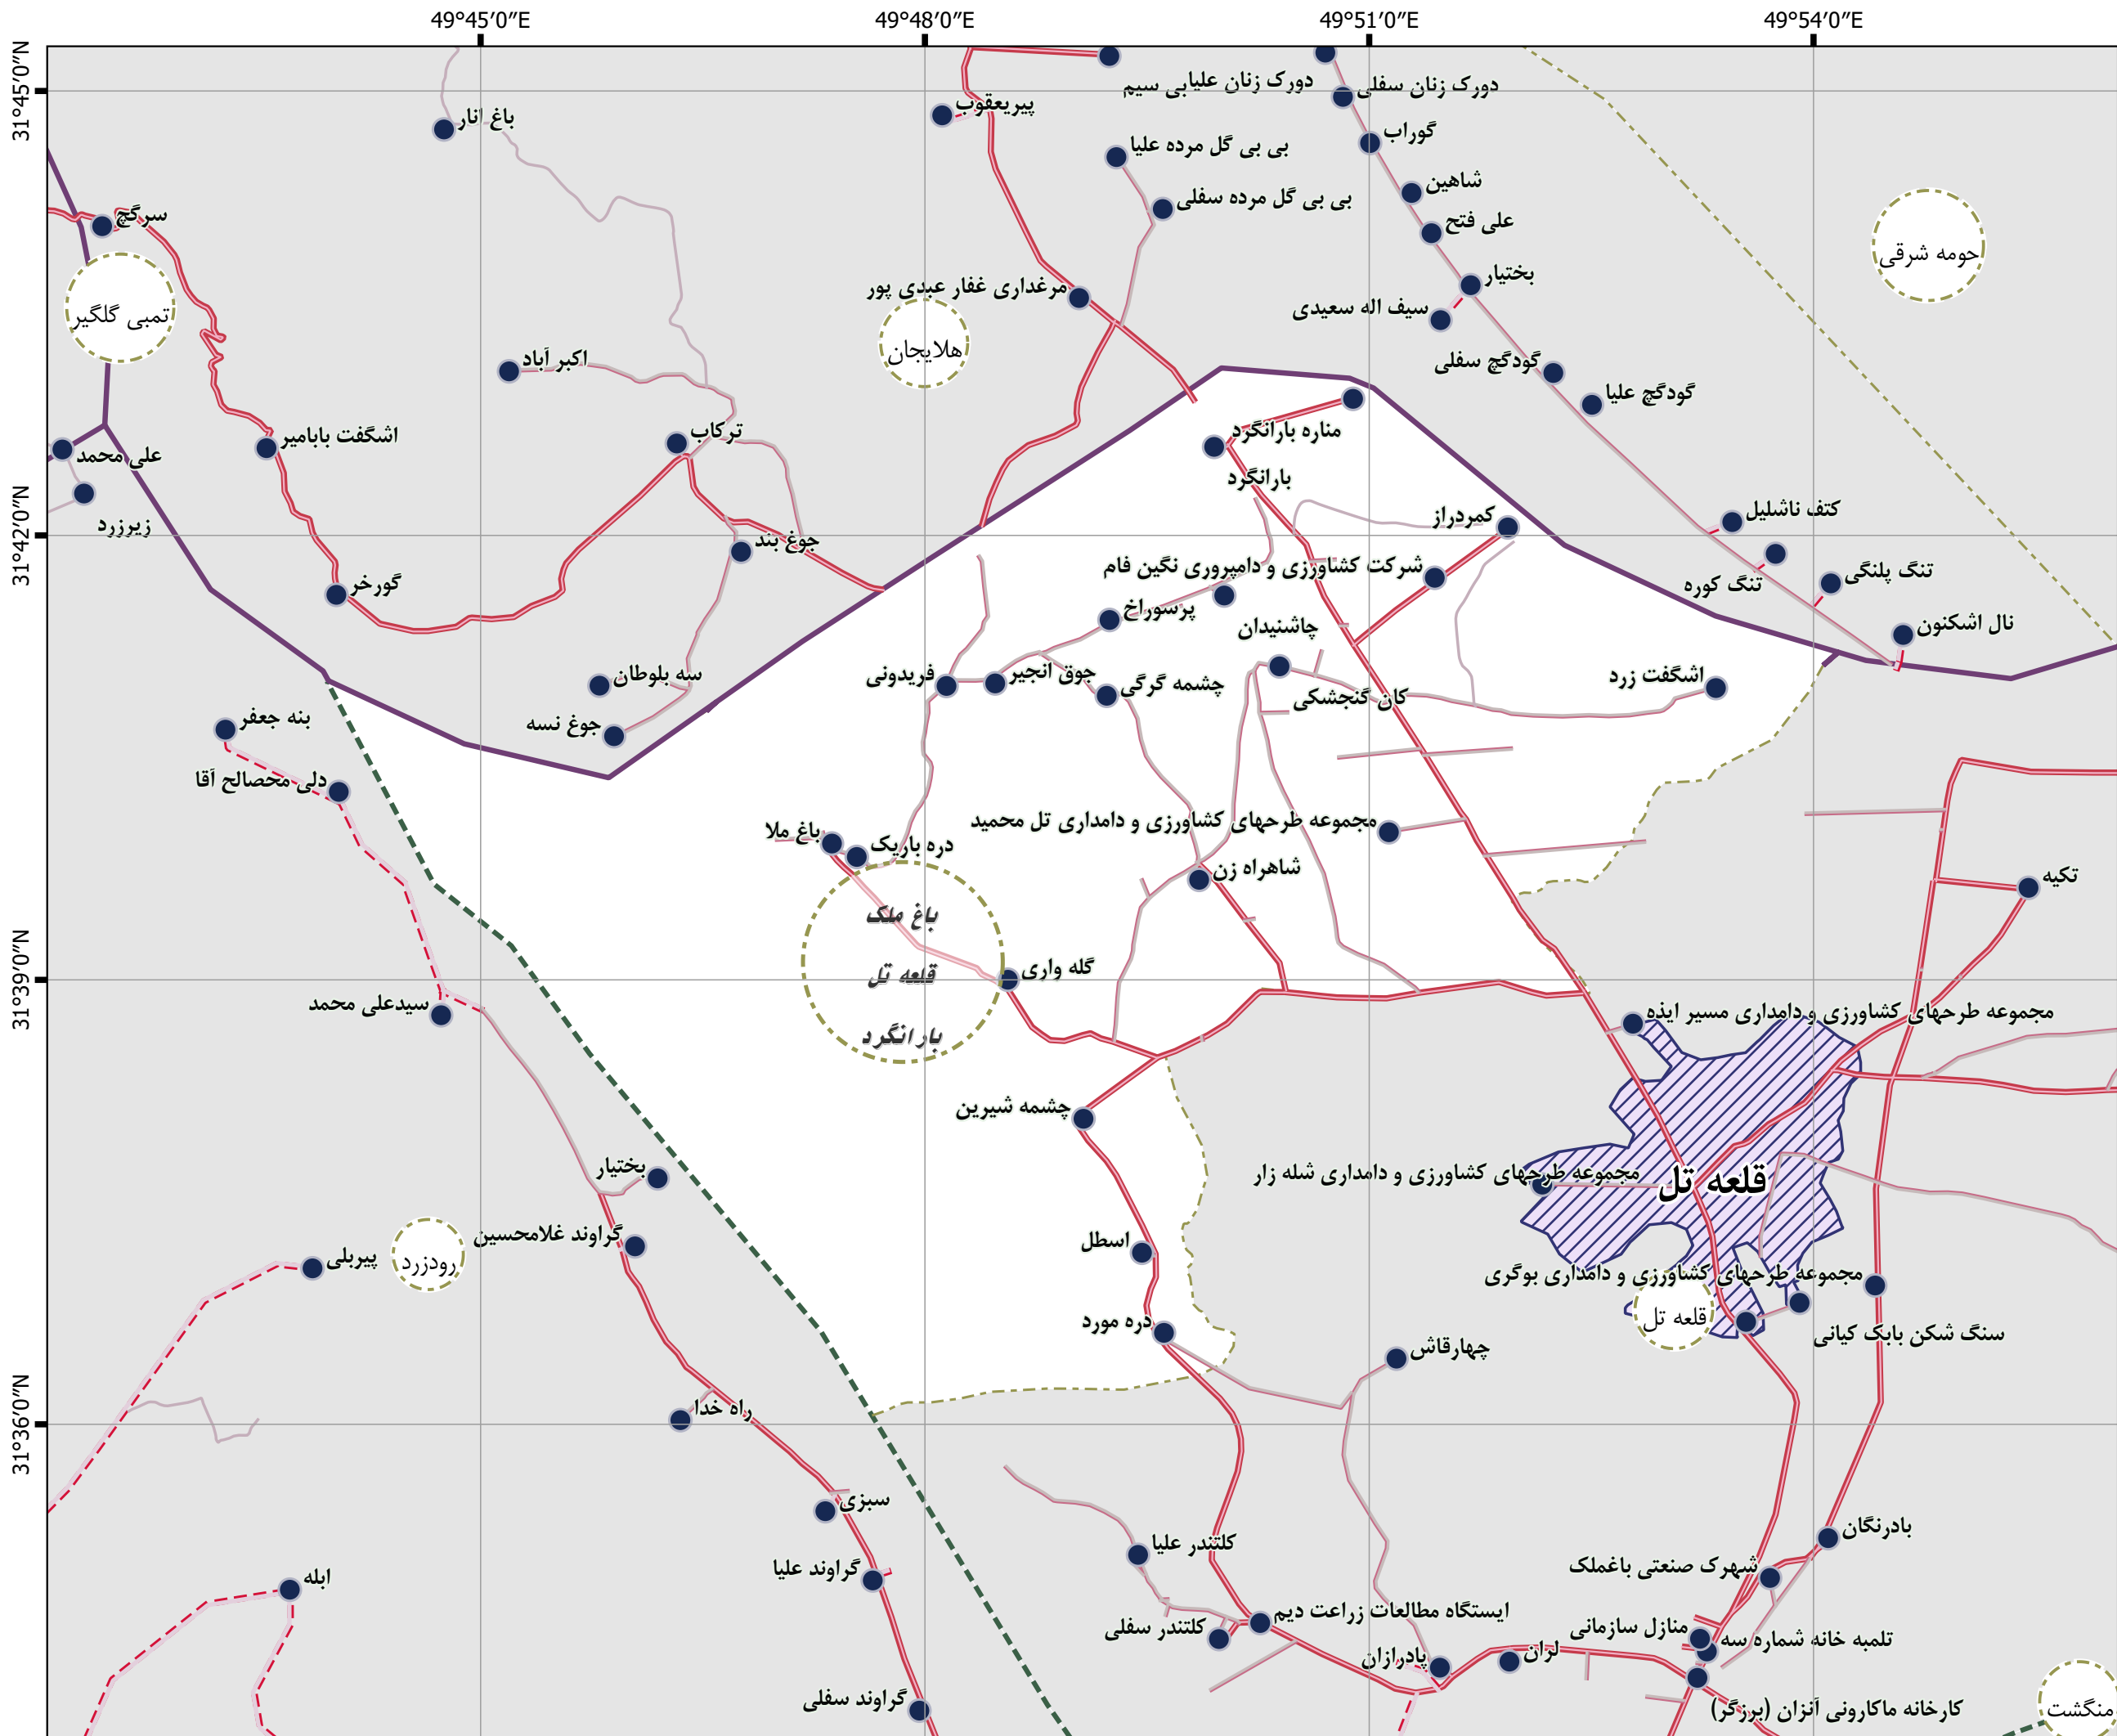 49°45′0″E
49°48′0″E
49°51′0″E
49°54′0″E
31°45′0″N
31°42′0″N
31°39′0″N
31°36′0″N
دورک زنان علیا
بی سیم
دورک زنان سفلی
پیریعقوب
باغ انار
گوراب
بی بی گل مرده علیا
شاهین
بی بی گل مرده سفلی
علی فتح
سرگچ
حومه شرقی
بختیار
مرغداری غفار عبدی پور
سیف اله سعیدی
تمبی گلگیر
هلایجان
اکبر آباد
گودگچ سفلی
گودگچ علیا
ترکاب
مناره بارانگرد
اشگفت بابامیر
علی محمد
بارانگرد
زیرزرد
کمردراز
کتف ناشلیل
جوغ بند
شرکت کشاورزی و دامپروری نگین فام
تنگ کوره
تنگ پلنگی
گورخر
پرسوراخ
چاشنیدان
نال اشکنون
سه بلوطان
فریدونی
جوق انجیر
چشمه گرگی
کان گنجشکی
اشگفت زرد
جوغ نسه
بنه جعفر
دلی محصالح آقا
مجموعه طرحهای کشاورزی و دامداری تل محمید
باغ ملا
دره باریک
شاهراه زن
تکیه
باغ ملک
قلعه تل
بارانگرد
گله واری
سیدعلی محمد
مجموعه طرحهای کشاورزی و دامداری مسیر ایذه
چشمه شیرین
بختیار
مجموعه طرحهای کشاورزی و دامداری شله زار
قلعه تل
گراوند غلامحسین
اسطل
رودزرد
پیربلی
مجموعه طرحهای کشاورزی و دامداری بوگری
قلعه تل
دره مورد
سنگ شکن بابک کیانی
چهارقاش
راه خدا
سبزی
کلتندر علیا
بادرنگان
گراوند علیا
شهرک صنعتی باغملک
ابله
ایستگاه مطالعات زراعت دیم
کلتندر سفلی
منازل سازمانی
تلمبه خانه شماره سه
پادرازان
لران
گراوند سفلی
کارخانه ماکارونی آنزان (برزگر)
منگشت